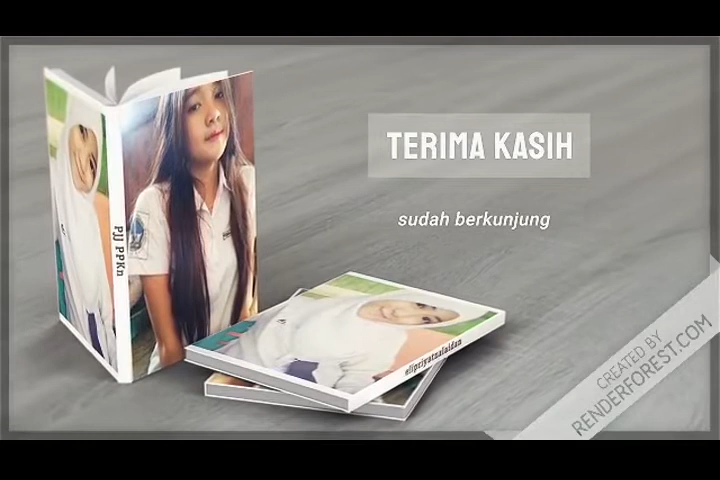 TERIMA KASIH
sudah berkunjung
PJJ PPKn
CREATED BY
RENDERFOREST.COM